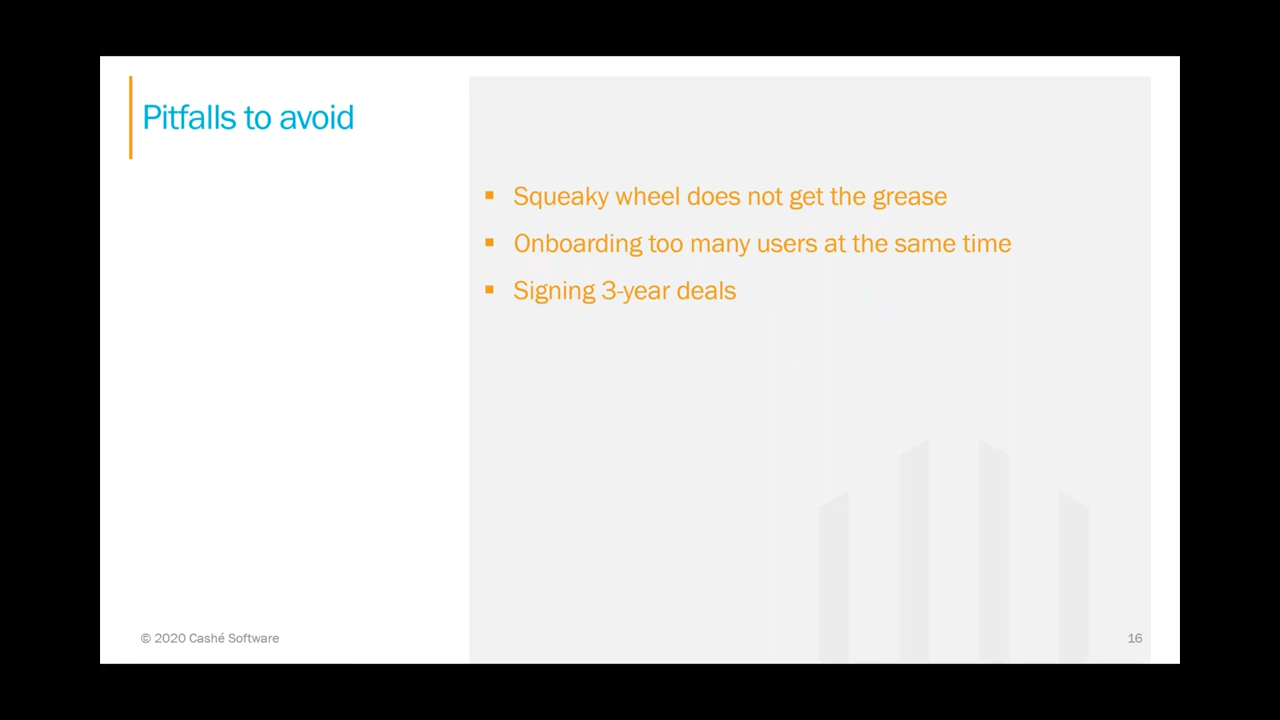 Pitfalls to avoid
▪ Squeaky wheel does not get the grease
▪ Onboarding too many users at the same time
▪ Signing 3-year deals
© 2020 Cashé Software
16